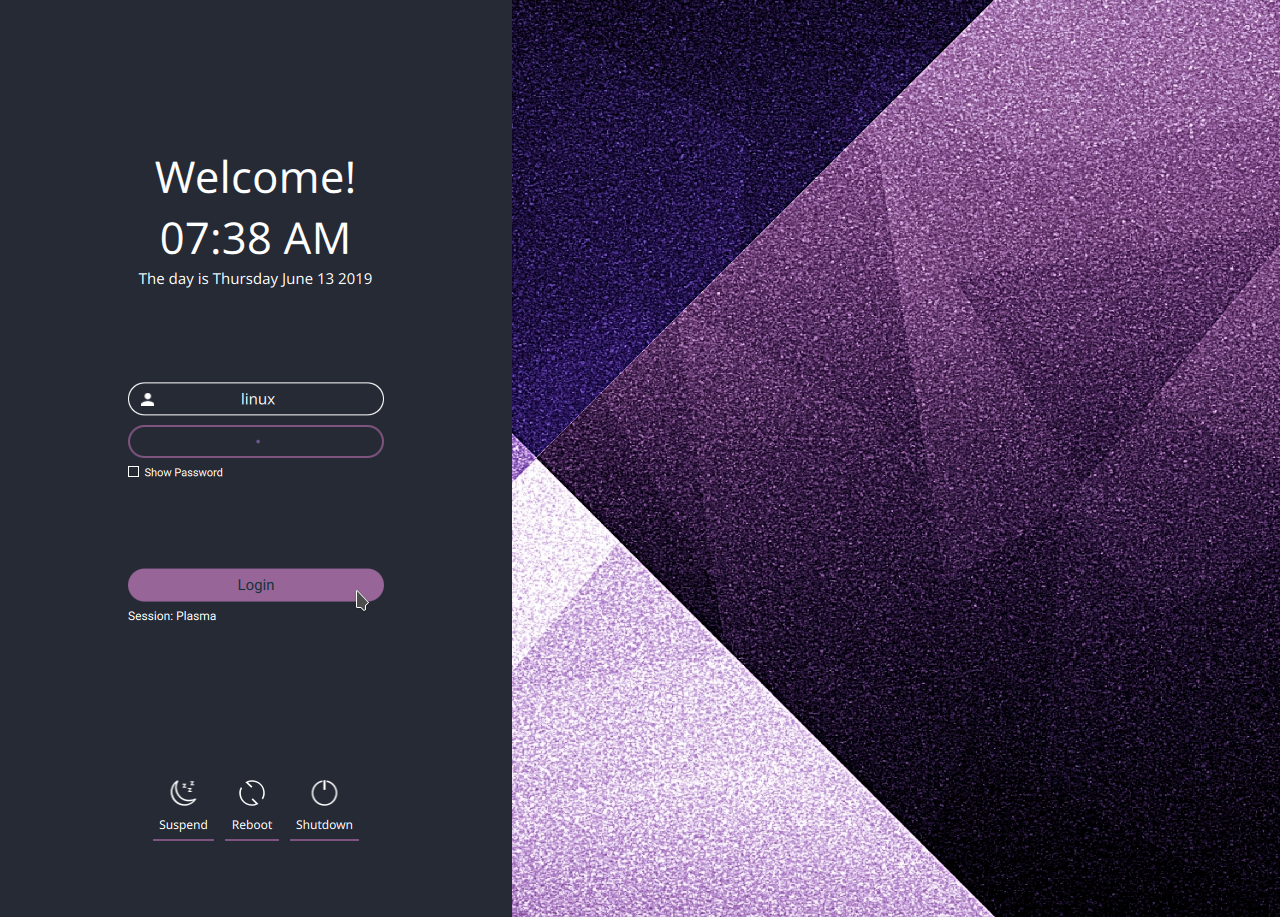 Welcome!
07:38 AM
The day is Thursday June 13 2019
linux
Show Password
Login
Session: Plasma
Suspend Reboot Shutdown